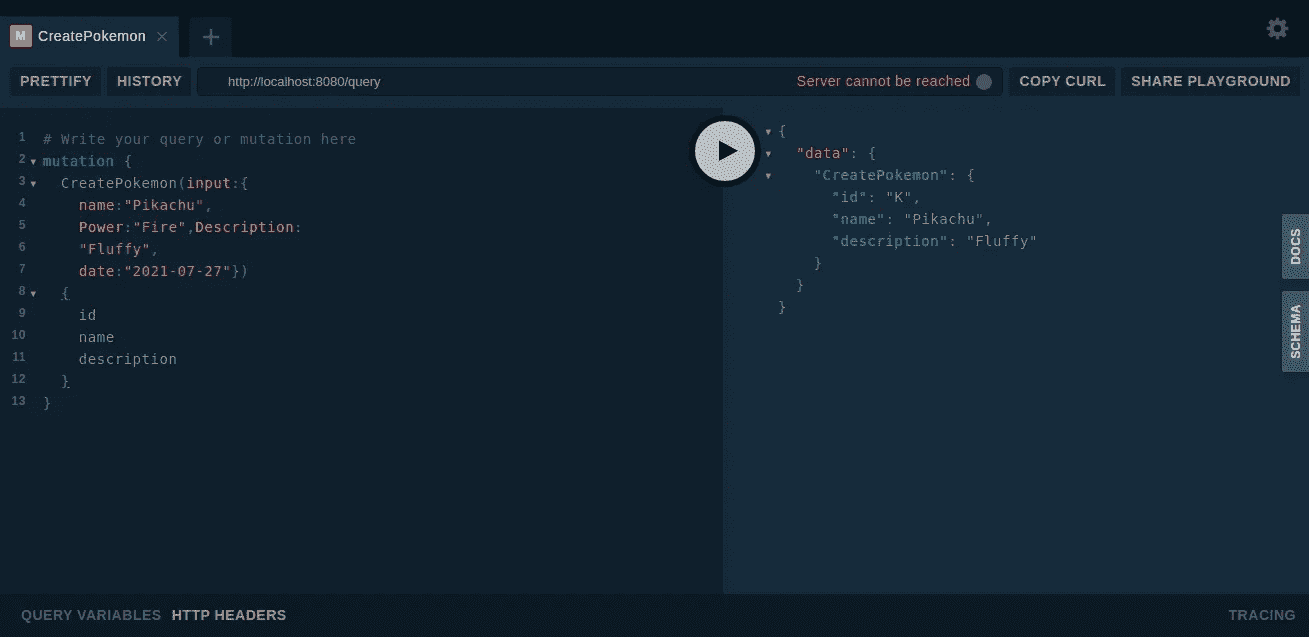 M CreatePokemon × +
PRETTIFY HISTORY http://localhost:8080/query Server cannot be reached COPY CURL SHARE PLAYGROUND
1 # Write your query or mutation here
2 mutation {
3 CreatePokemon(input:{
4 name:"Pikachu",
5 Power:"Fire",Description:
6 "Fluffy",
7 date:"2021-07-27"})
8 {
9 id
10 name
11 description
12 }
13 }
{
"data": {
"CreatePokemon": {
"id": "K",
"name": "Pikachu",
"description": "Fluffy"
}
}
}
DOCS
SCHEMA
QUERY VARIABLES HTTP HEADERS TRACING